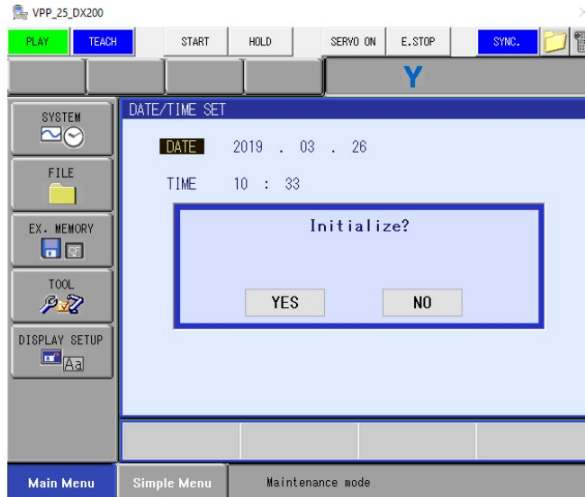 VPP_25_DX200
PLAY TEACH START HOLD SERVO ON E.STOP SYNC.
Y
DATE/TIME SET
SYSTEM
DATE 2019 . 03 . 26
FILE
TIME 10 : 33
EX. MEMORY
CF
Initialize?
TOOL
YES NO
DISPLAY SETUP
Aa
Main Menu Simple Menu Maintenance mode